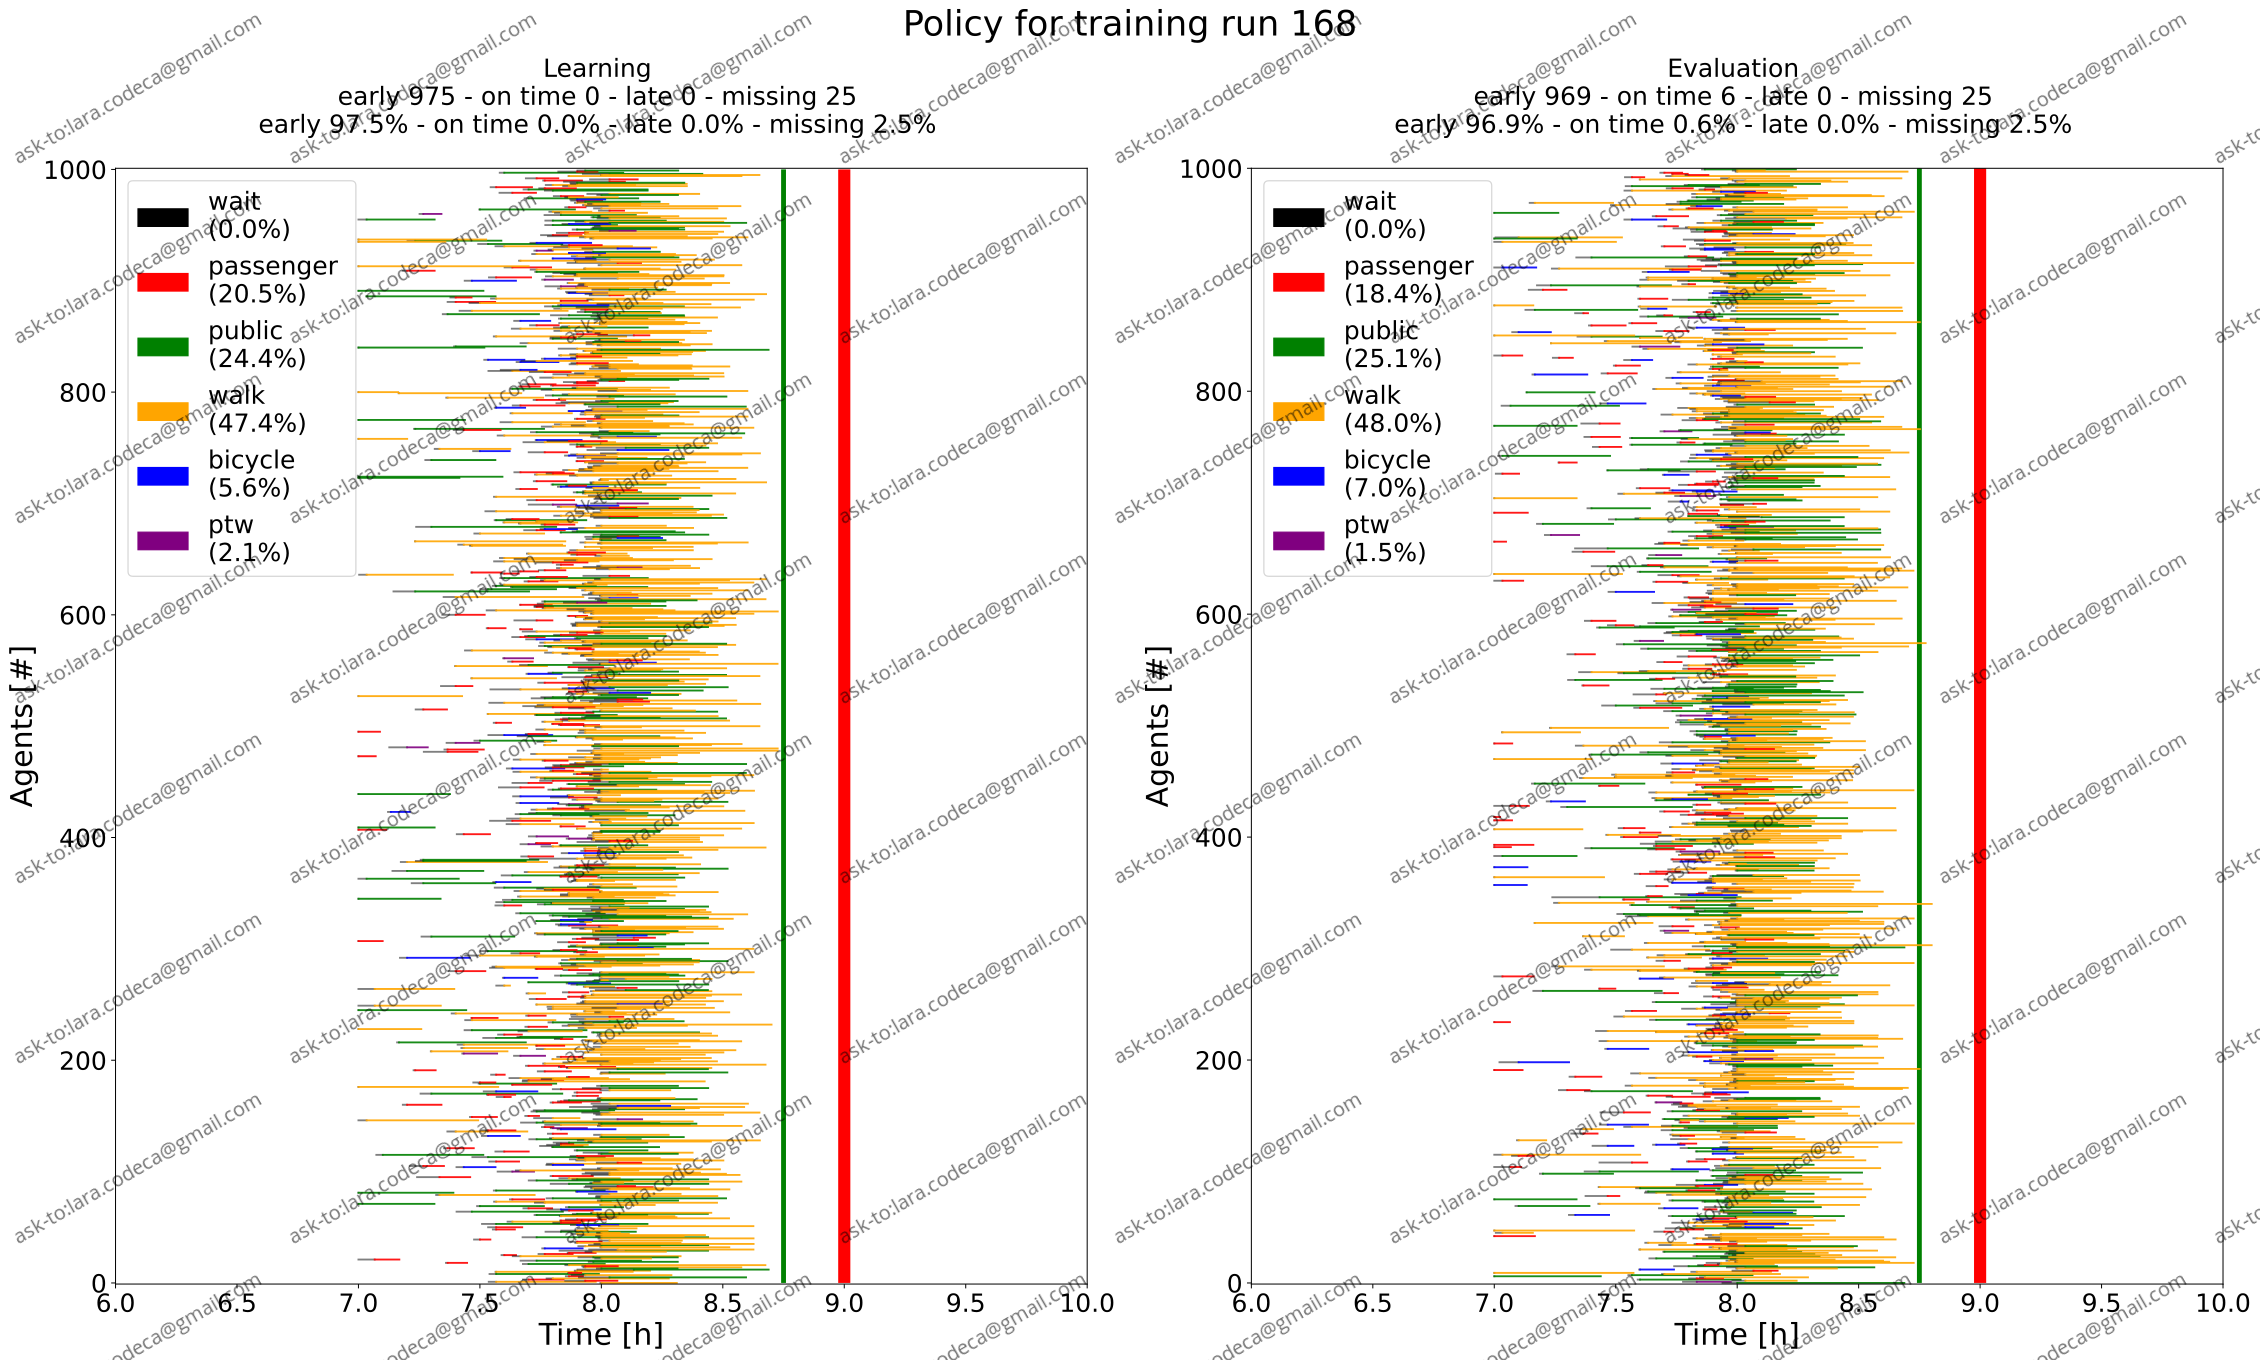 Policy for training run 168
Learning
early 975 - on time 0 - late 0 - missing 25
early 97.5% - on time 0.0% - late 0.0% - missing 2.5%
1000
800
600
400
200
0
Agents [#]
wait
(0.0%)
passenger
(20.5%)
public
(24.4%)
walk
(47.4%)
bicycle
(5.6%)
ptw
(2.1%)
6.0 6.5 7.0 7.5 8.0 8.5 9.0 9.5 10.0
Time [h]
Evaluation
early 969 - on time 6 - late 0 - missing 25
early 96.9% - on time 0.6% - late 0.0% - missing 2.5%
1000
800
600
400
200
0
Agents [#]
wait
(0.0%)
passenger
(18.4%)
public
(25.1%)
walk
(48.0%)
bicycle
(7.0%)
ptw
(1.5%)
6.0 6.5 7.0 7.5 8.0 8.5 9.0 9.5 10.0
Time [h]
ask-to:lara.codeca@gmail.com